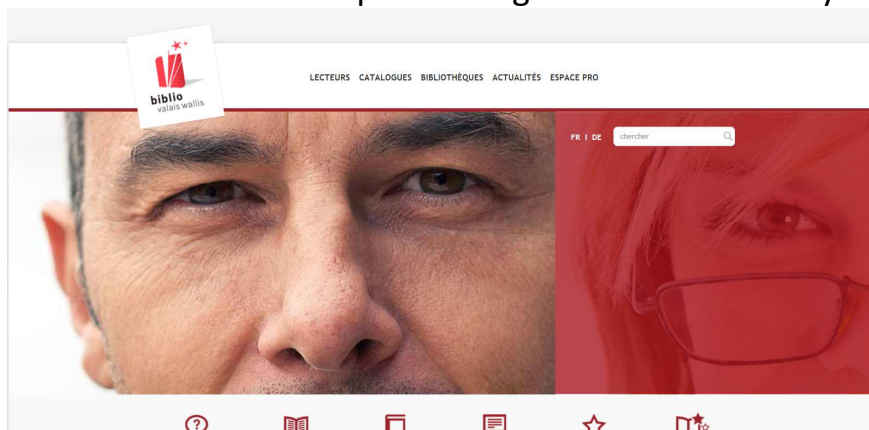 biblio
valais wallis
LECTEURS CATALOGUES BIBLIOTHÈQUES ACTUALITÉS ESPACE PRO
FR | DE chercher